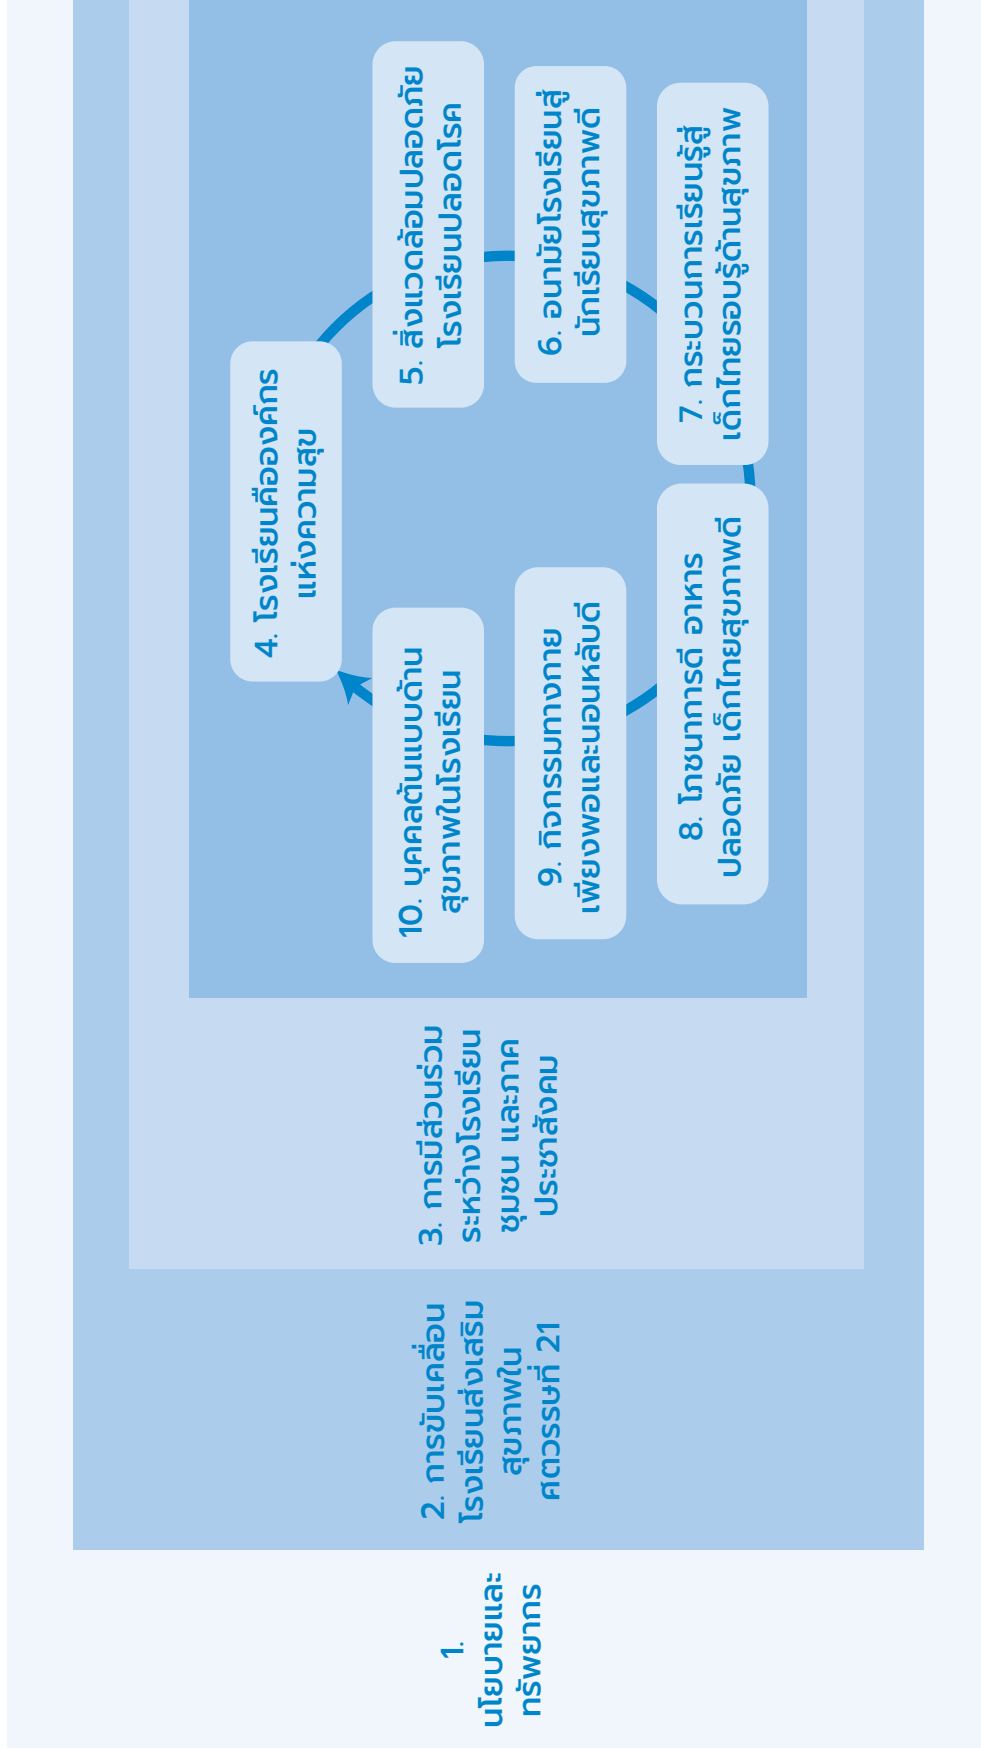 1.
นโยบายและ
ทรัพยากร
2. การขับเคลื่อน
โรงเรียนส่งเสริม
สุขภาพใน
ศตวรรษที่ 21
3. การมีส่วนร่วม
ระหว่างโรงเรียน
ชุมชน และภาค
ประชาสังคม
4. โรงเรียนคือองค์กร
แห่งความสุข
5. สิ่งแวดล้อมปลอดภัย
โรงเรียนปลอดโรค
6. อนามัยโรงเรียนสู่
นักเรียนสุขภาพดี
7. กระบวนการเรียนรู้สู่
เด็กไทยรอบรู้ด้านสุขภาพ
8. โภชนาการดี อาหาร
ปลอดภัย เด็กไทยสุขภาพดี
9. กิจกรรมทางกาย
เพียงพอและนอนหลับดี
10. บุคคลต้นแบบด้าน
สุขภาพในโรงเรียน